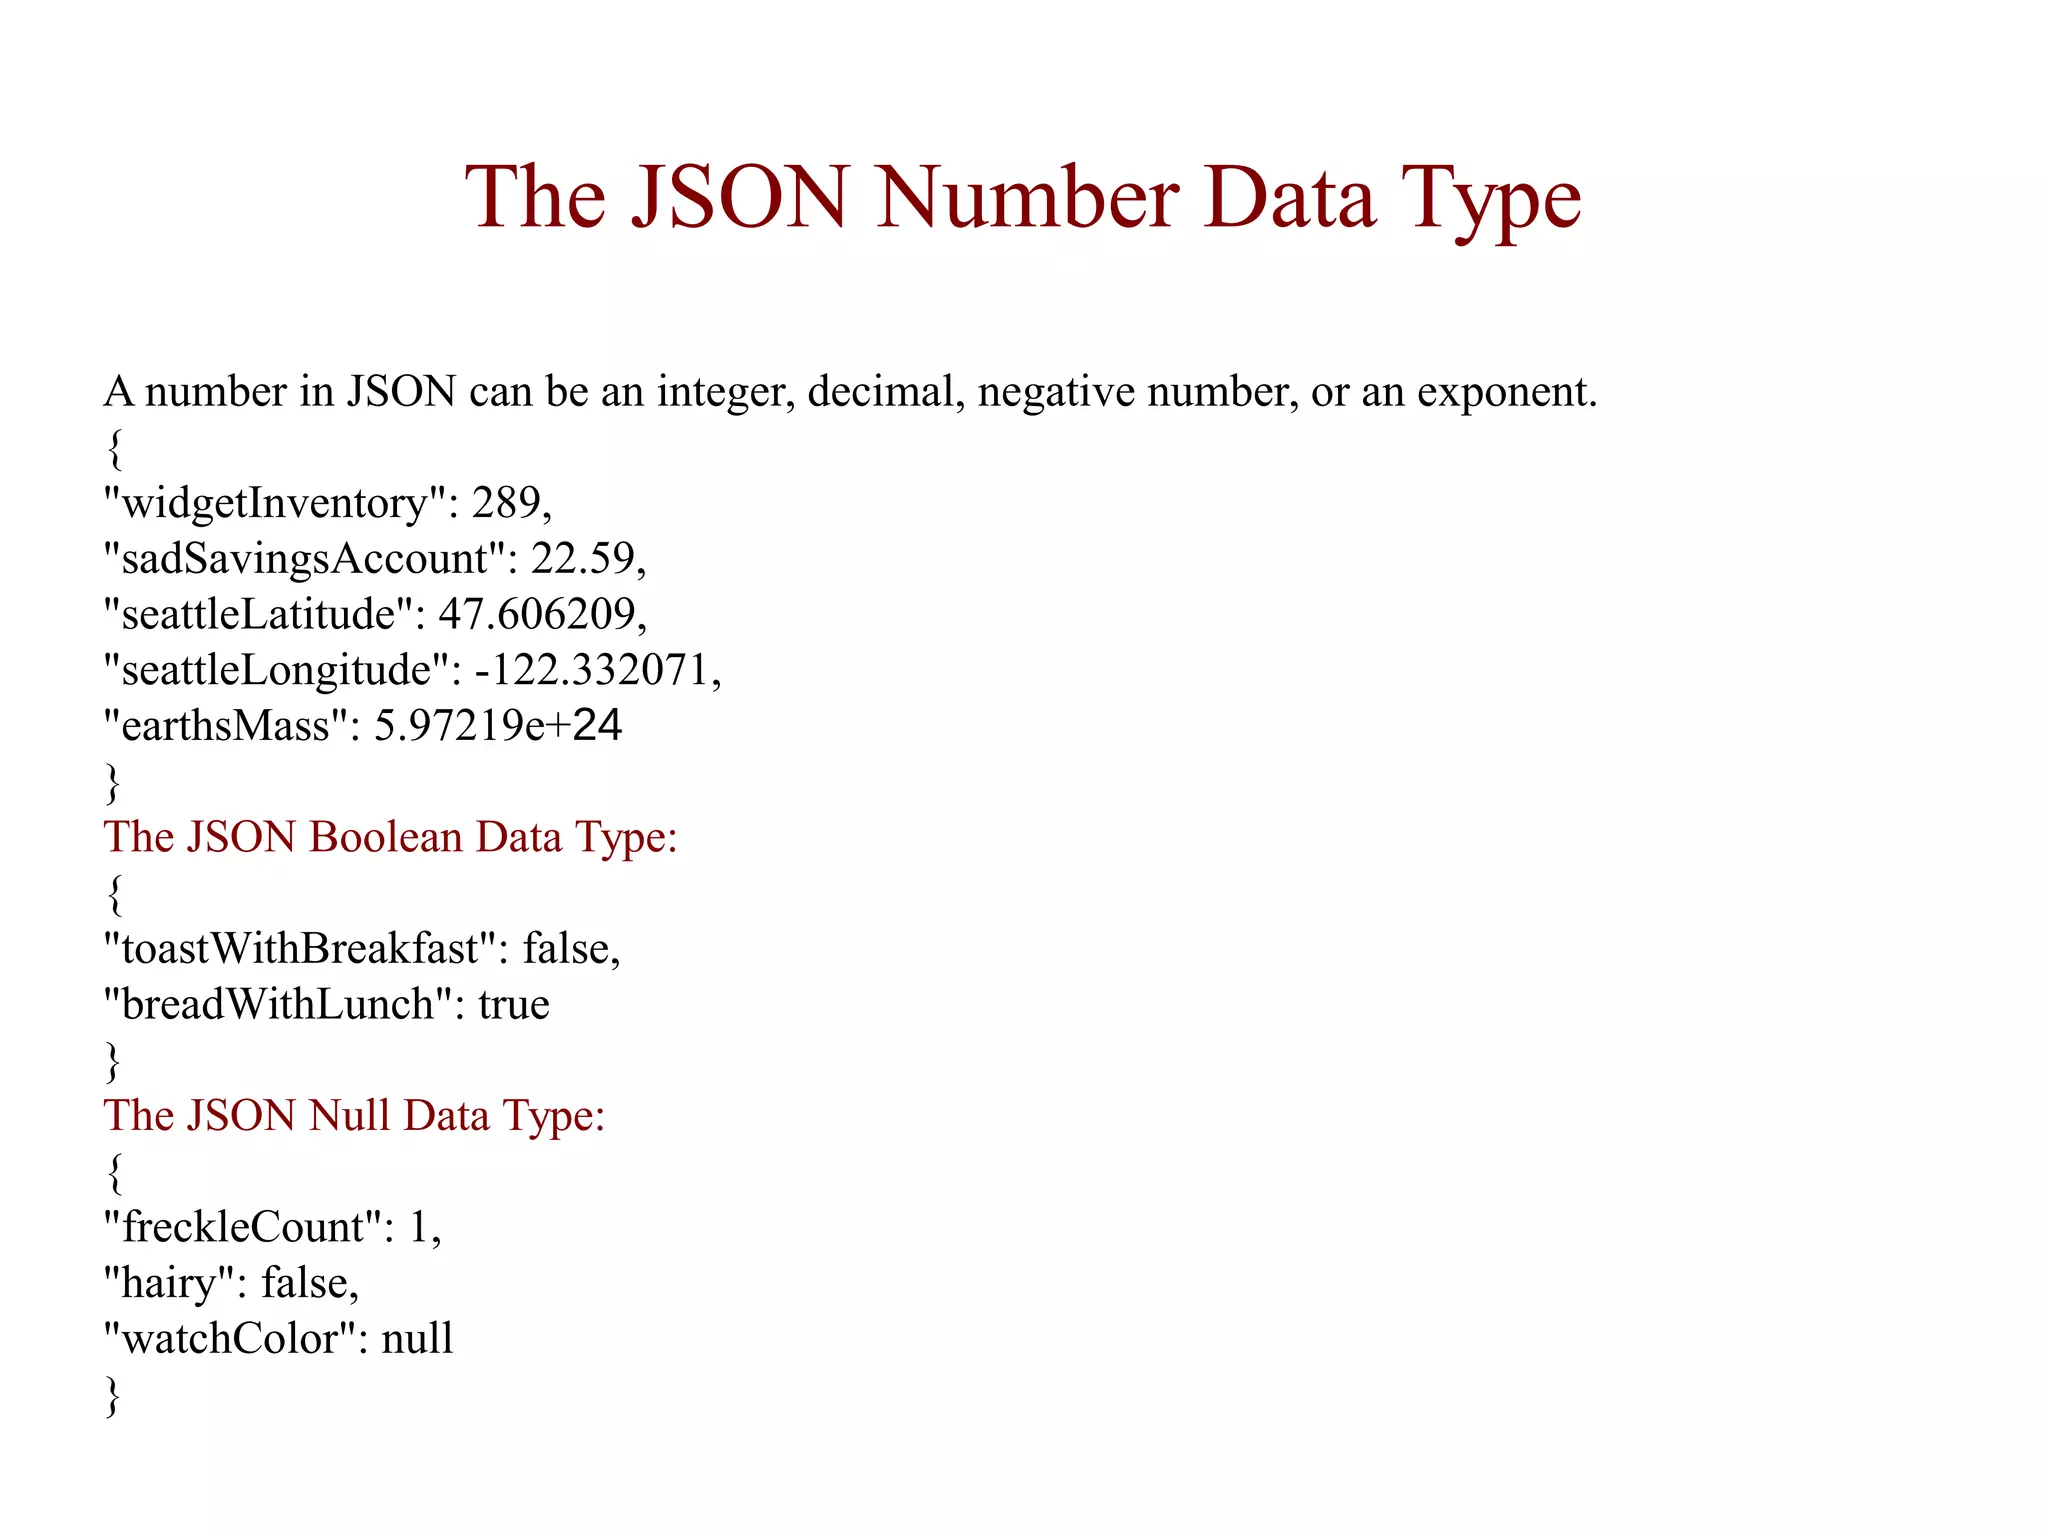 The JSON Number Data Type
A number in JSON can be an integer, decimal, negative number, or an exponent.
{
"widgetInventory": 289,
"sadSavingsAccount": 22.59,
"seattleLatitude": 47.606209,
"seattleLongitude": -122.332071,
"earthsMass": 5.97219e+24
}
The JSON Boolean Data Type:
{
"toastWithBreakfast": false,
"breadWithLunch": true
}
The JSON Null Data Type:
{
"freckleCount": 1,
"hairy": false,
"watchColor": null
}